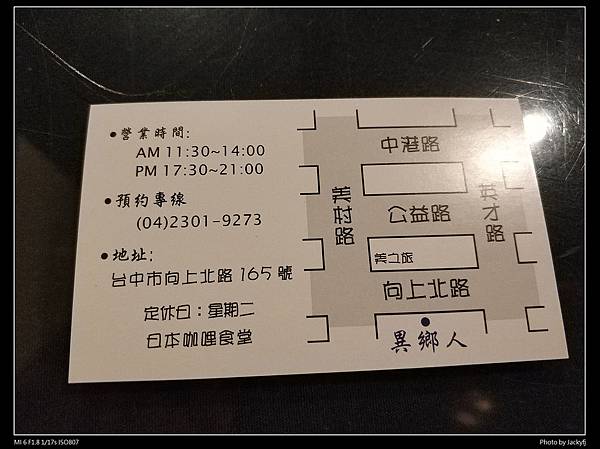 ●營業時間:
AM 11:30~14:00
PM 17:30~21:00
●預約專線
(04)2301-9273
●地址:
台中市向上北路 165 號
定休日:星期二
日本咖哩食堂
中港路
美村路
英才路
公益路
美之旅
向上北路
異鄉人
MI 6 F1.8 1/17s ISO807
Photo by Jackyfj